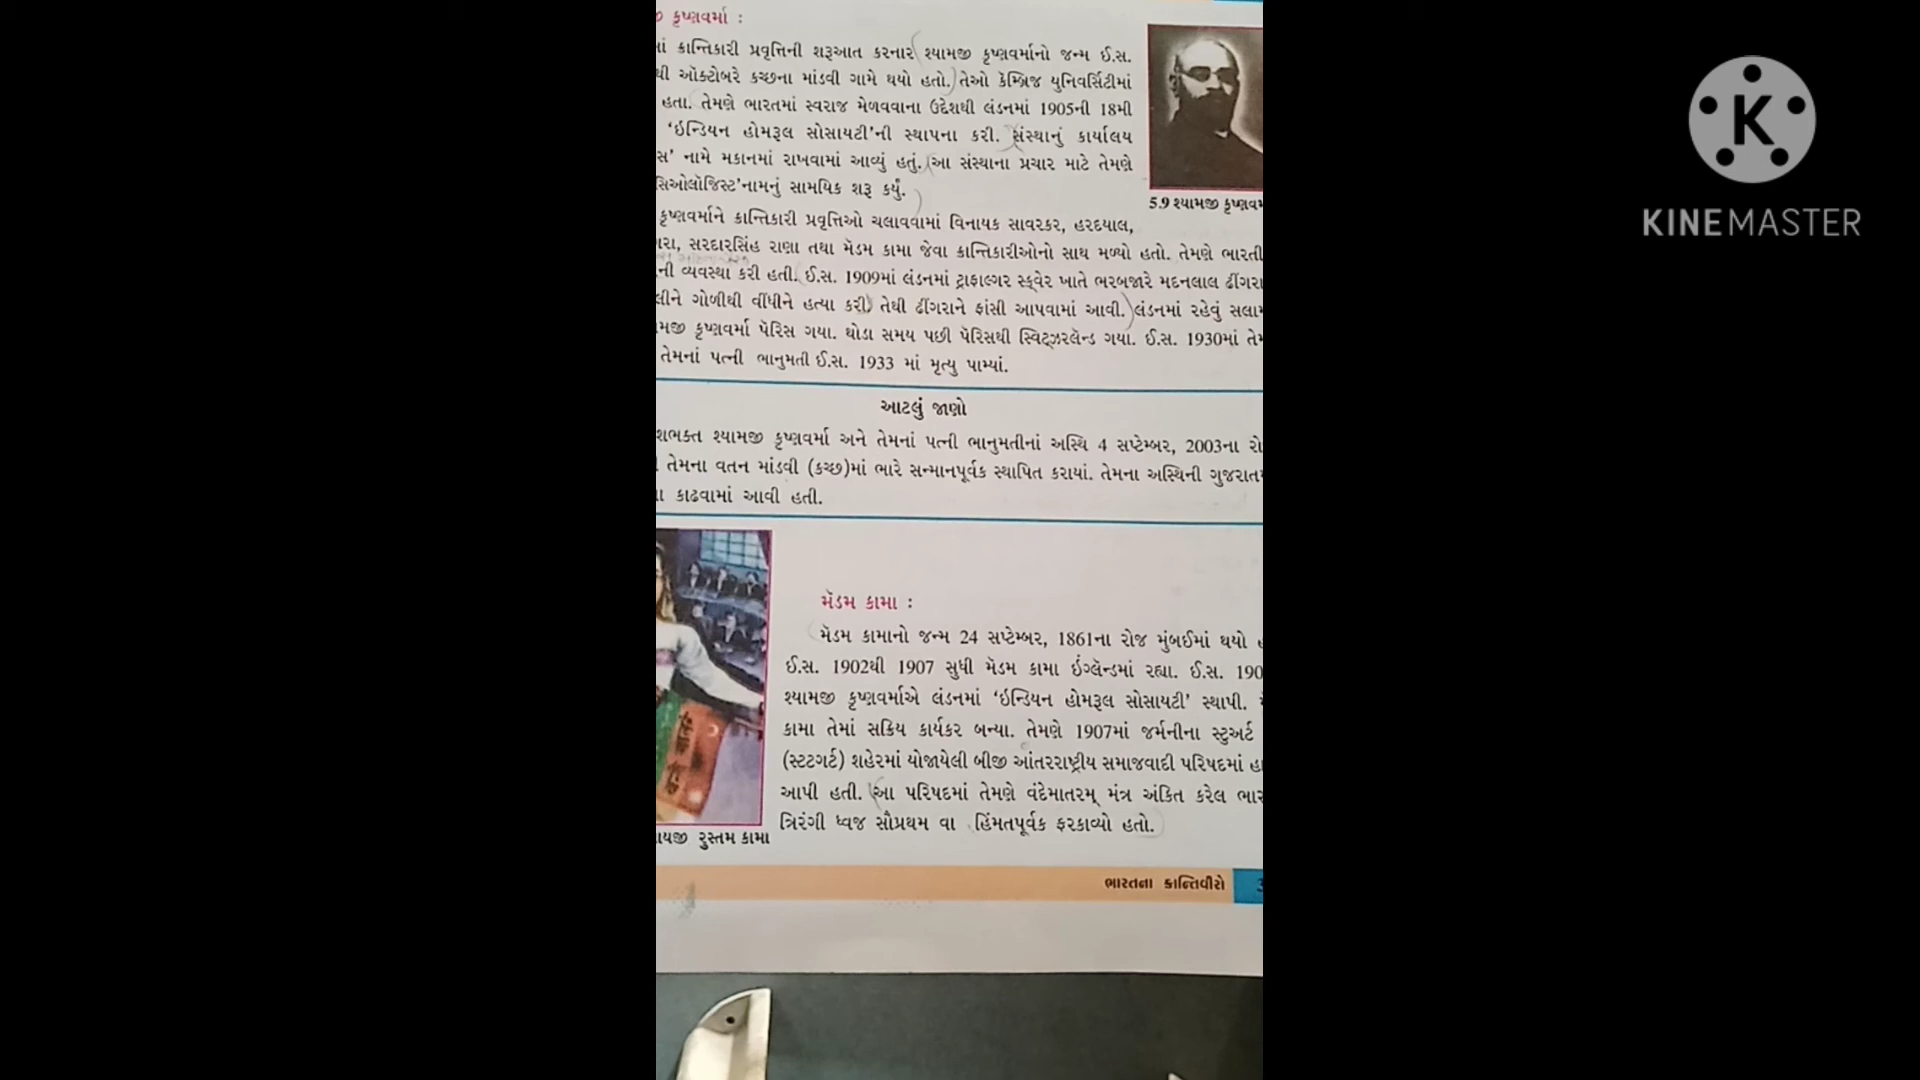 કૃષ્ણવર્મા :
ક્રાન્તિકારી પ્રવૃત્તિની શરૂઆત કરનાર શ્યામજી કૃષ્ણવર્માનો જન્મ ઈ.સ.
ઑક્ટોબરે કચ્છના માંડવી ગામે થયો હતો. તેઓ કેમ્બ્રિજ યુનિવર્સિટીમાં
હતા. તેમણે ભારતમાં સ્વરાજ મેળવવાના ઉદ્દેશથી લંડનમાં 1905ની 18મી
‘ઇન્ડિયન હોમરૂલ સોસાયટી’ની સ્થાપના કરી. સંસ્થાનું કાર્યાલય
નામે મકાનમાં રાખવામાં આવ્યું હતું. આ સંસ્થાના પ્રચાર માટે તેમણે
સિઓલૉજિસ્ટ’નામનું સામયિક શરૂ કર્યું.
5.9 શ્યામજી કૃષ્ણવર્મ
કૃષ્ણવર્માને ક્રાન્તિકારી પ્રવૃત્તિઓ ચલાવવામાં વિનાયક સાવરકર, હરદયાલ,
ગરા, સરદારસિંહ રાણા તથા મૅડમ કામા જેવા ક્રાન્તિકારીઓનો સાથ મળ્યો હતો. તેમણે ભારતી
ની વ્યવસ્થા કરી હતી. ઈ.સ. 1909માં લંડનમાં ટ્રાફાલ્ગર સ્ક્વેર ખાતે ભરબજારે મદનલાલ ઢીંગરા
લીને ગોળીથી વીંધીને હત્યા કરી, તેથી ઢીંગરાને ફાંસી આપવામાં આવી. લંડનમાં રહેવું સલામ
મજી કૃષ્ણવર્મા પૅરિસ ગયા. થોડા સમય પછી પૅરિસથી સ્વિટ્ઝરલૅન્ડ ગયા. ઈ.સ. 1930માં તેમ
તેમનાં પત્ની ભાનુમતી ઈ.સ. 1933 માં મૃત્યુ પામ્યાં.
આટલું જાણો
શભક્ત શ્યામજી કૃષ્ણવર્મા અને તેમનાં પત્ની ભાનુમતીનાં અસ્થિ 4 સપ્ટેમ્બર, 2003ના રો
તેમના વતન માંડવી (કચ્છ)માં ભારે સન્માનપૂર્વક સ્થાપિત કરાયાં. તેમના અસ્થિની ગુજરાત
કાઢવામાં આવી હતી.
મૅડમ કામા :
મૅડમ કામાનો જન્મ 24 સપ્ટેમ્બર, 1861ના રોજ મુંબઈમાં થયો હ
ઈ.સ. 1902થી 1907 સુધી મૅડમ કામા ઇંગ્લૅન્ડમાં રહ્યા. ઈ.સ. 190
શ્યામજી કૃષ્ણવર્માએ લંડનમાં ‘ઇન્ડિયન હોમરૂલ સોસાયટી’ સ્થાપી.
કામા તેમાં સક્રિય કાર્યકર બન્યા. તેમણે 1907માં જર્મનીના સ્ટુઅર્ટ
(સ્ટટગર્ટ) શહેરમાં યોજાયેલી બીજી આંતરરાષ્ટ્રીય સમાજવાદી પરિષદમાં હા
આપી હતી. આ પરિષદમાં તેમણે વંદેમાતરમ્ મંત્ર અંકિત કરેલ ભાર
ત્રિરંગી ધ્વજ સૌપ્રથમ વા હિંમતપૂર્વક ફરકાવ્યો હતો.
યજી રુસ્તમ કામા
ભારતના ક્રાન્તિવીરો
K
KINEMASTER